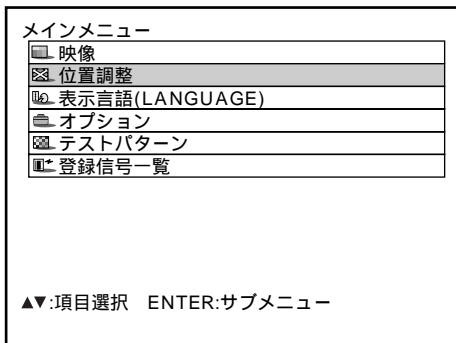 メインメニュー
映像
位置調整
表示言語(LANGUAGE)
オプション
テストパターン
登録信号一覧
▲▼:項目選択　ENTER:サブメニュー